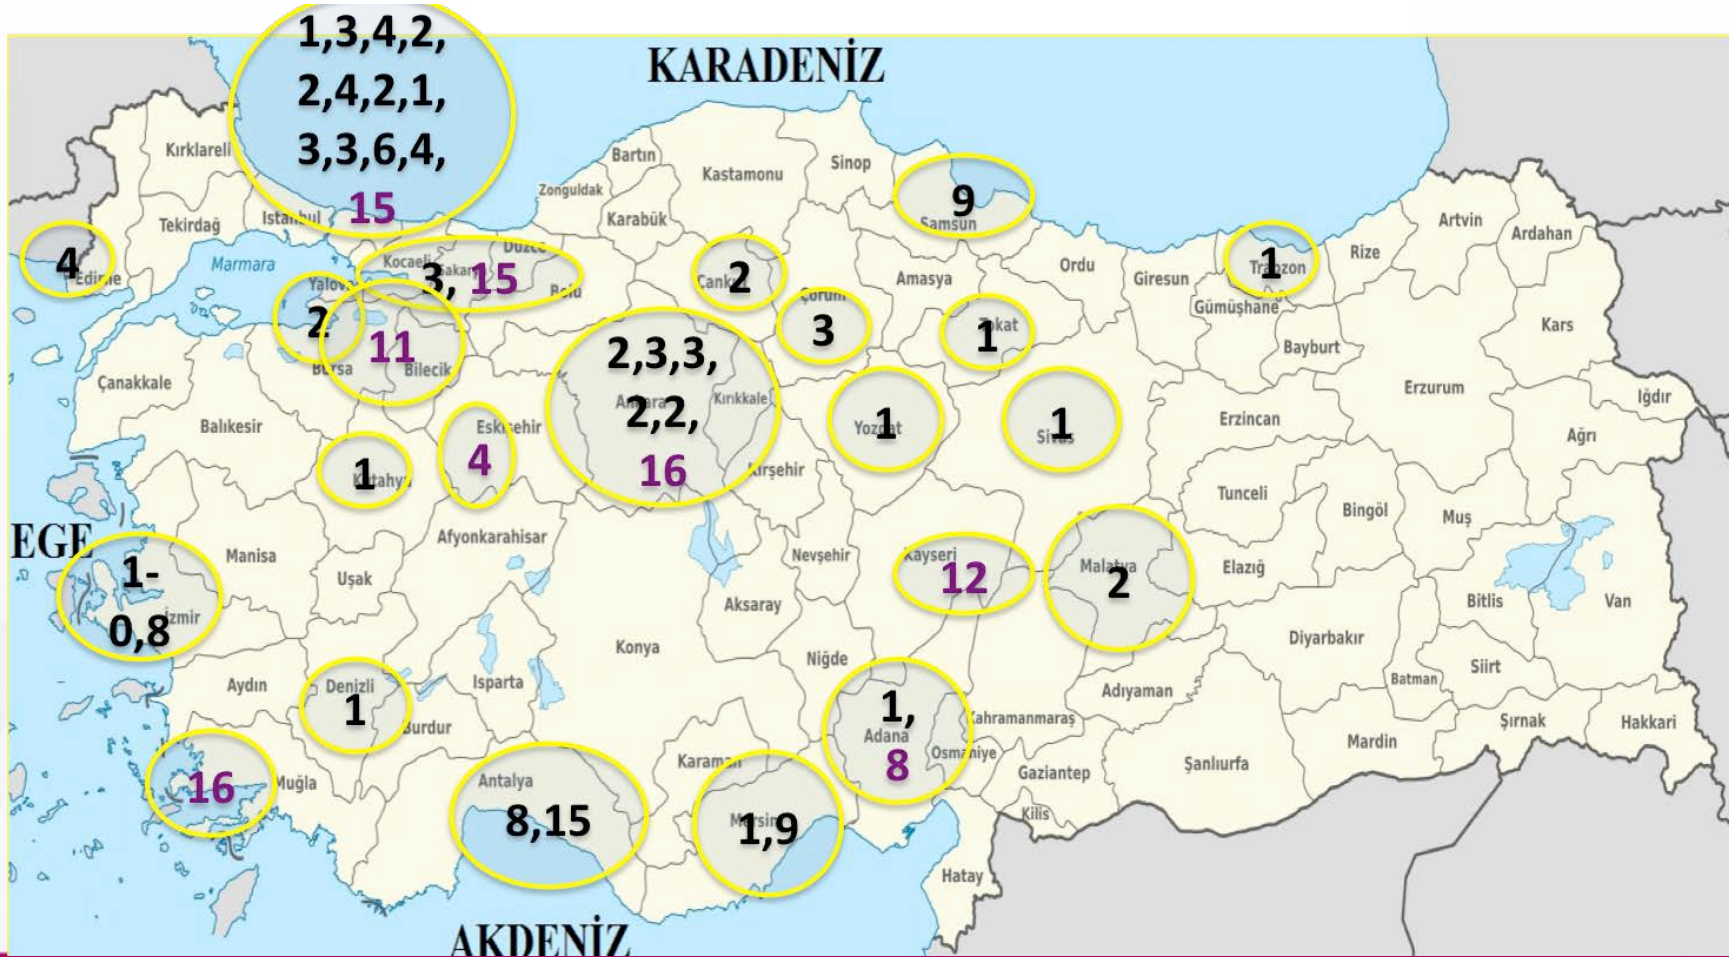 1,3,4,2,
2,4,2,1,
3,3,6,4,
15
KARADENİZ
Kırklareli
Tekirdağ
İstanbul
Marmara
4
Edirne
Kocaeli
Sakarya
Düzce
3, 15
Bolu
Yalova
2
11
Bursa
Bilecik
Zonguldak
Bartın
Karabük
Kastamonu
Sinop
9
Samsun
2
Çankırı
Çorum
3
Amasya
Tokat
1
Ordu
Giresun
1
Trabzon
Gümüşhane
Rize
Artvin
Ardahan
Bayburt
Kars
Iğdır
Erzurum
Erzincan
Ağrı
Çanakkale
Balıkesir
1
Kütahya
Eskişehir
4
2,3,3,
Ankara
2,2,
16
Kırıkkale
Kırşehir
Yozgat
1
Sivas
1
Tunceli
Bingöl
Muş
EGE
1-
0,8
İzmir
Manisa
Uşak
Afyonkarahisar
Nevşehir
Kayseri
12
Malatya
2
Elazığ
Bitlis
Van
Aksaray
Konya
Niğde
Diyarbakır
Batman
Siirt
Şırnak
Hakkari
Mardin
Şanlıurfa
Adıyaman
Kahramanmaraş
1,
Adana
8
Osmaniye
Gaziantep
Kilis
Hatay
Aydın
Denizli
1
Isparta
Burdur
16
Muğla
Antalya
8,15
Karaman
Mersin
1,9
AKDENİZ